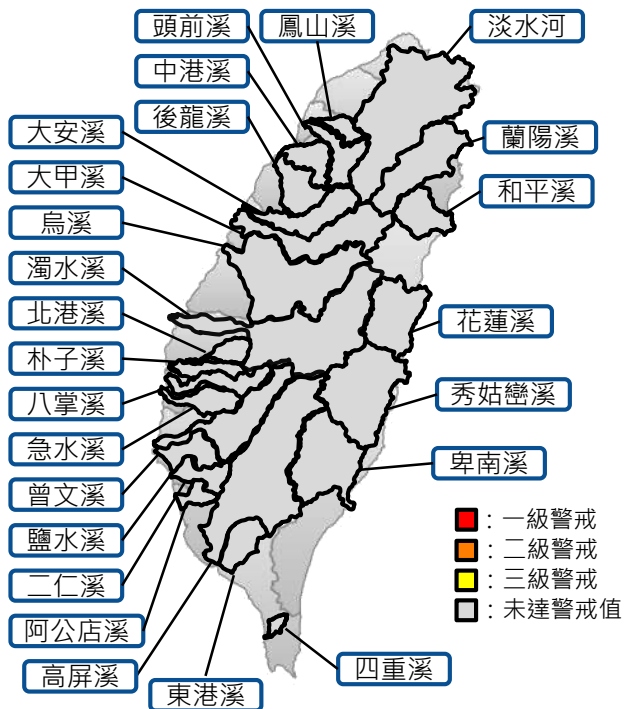 頭前溪
鳳山溪
淡水河
中港溪
後龍溪
大安溪
蘭陽溪
大甲溪
和平溪
烏溪
濁水溪
北港溪
花蓮溪
朴子溪
八掌溪
秀姑巒溪
急水溪
卑南溪
曾文溪
鹽水溪
二仁溪
阿公店溪
高屏溪
東港溪
四重溪
：一級警戒
：二級警戒
：三級警戒
：未達警戒值